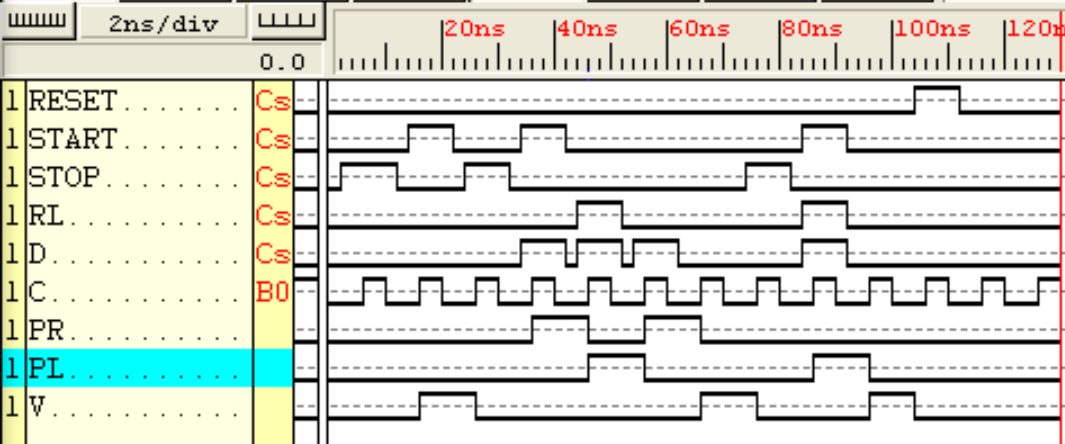 2ns/div
20ns 40ns 60ns 80ns 100ns 120n
0.0
1 RESET....... Cs
1 START....... Cs
1 STOP........ Cs
1 RL.......... Cs
1 D........... Cs
1 C........... B0
1 PR..........
1 PL..........
1 V...........